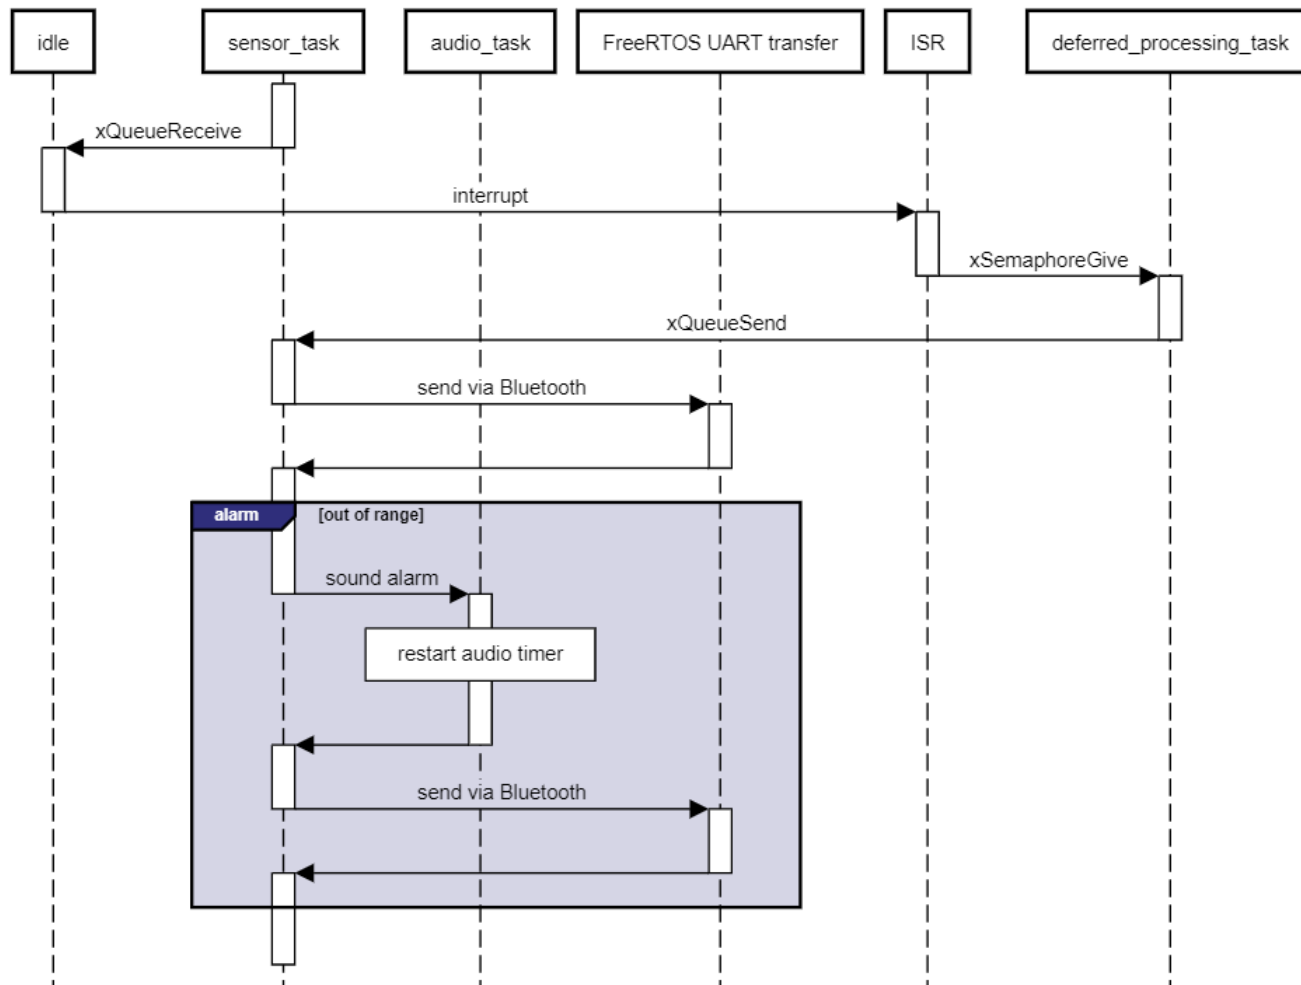 idle
sensor_task
audio_task
FreeRTOS UART transfer
ISR
deferred_processing_task
xQueueReceive
interrupt
xSemaphoreGive
xQueueSend
send via Bluetooth
alarm
[out of range]
sound alarm
restart audio timer
send via Bluetooth